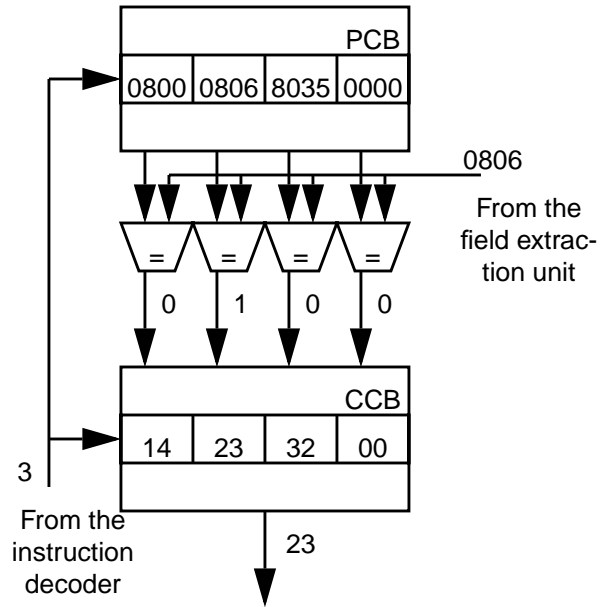 PCB
0800 0806 8035 0000
0806
From the
field extrac-
tion unit
= = = =
0 1 0 0
CCB
14 23 32 00
3
From the
instruction
decoder
23